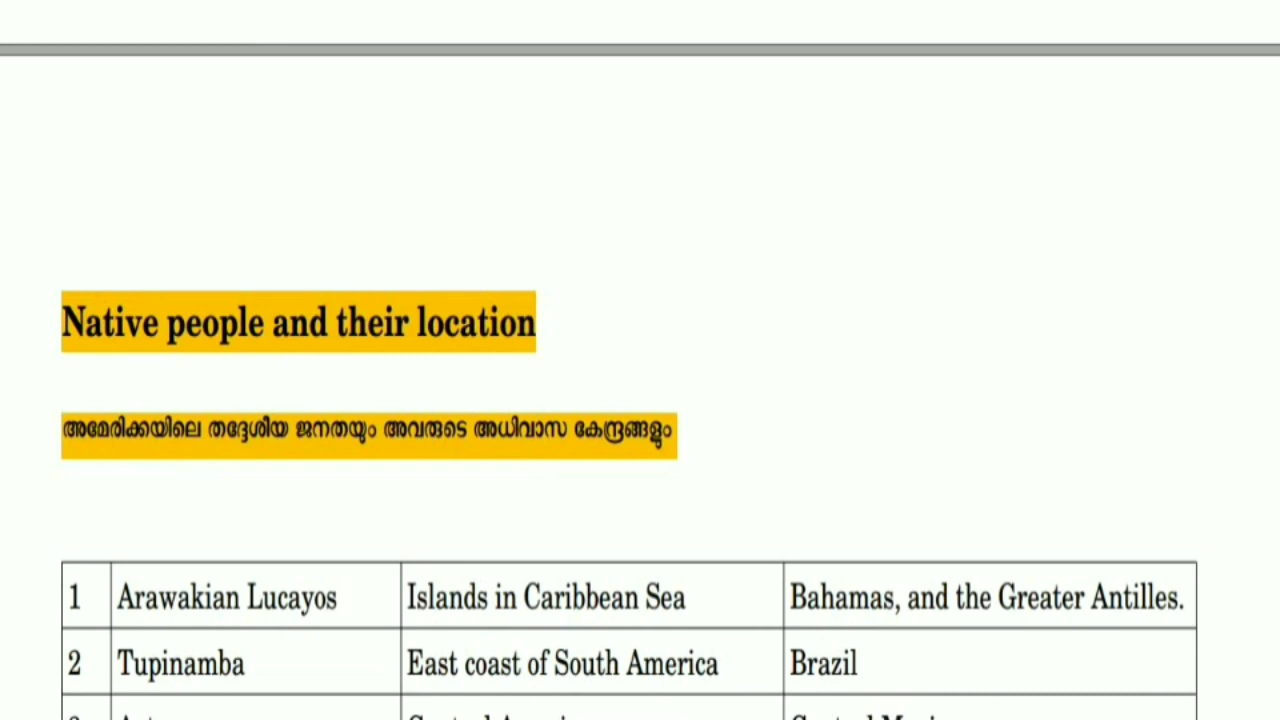 Native people and their location
അമേരിക്കയിലെ തദ്ദേശീയ ജനതയും അവരുടെ അധിവാസ കേന്ദ്രങ്ങളും
1 Arawakian Lucayos Islands in Caribbean Sea Bahamas, and the Greater Antilles.
2 Tupinamba East coast of South America Brazil